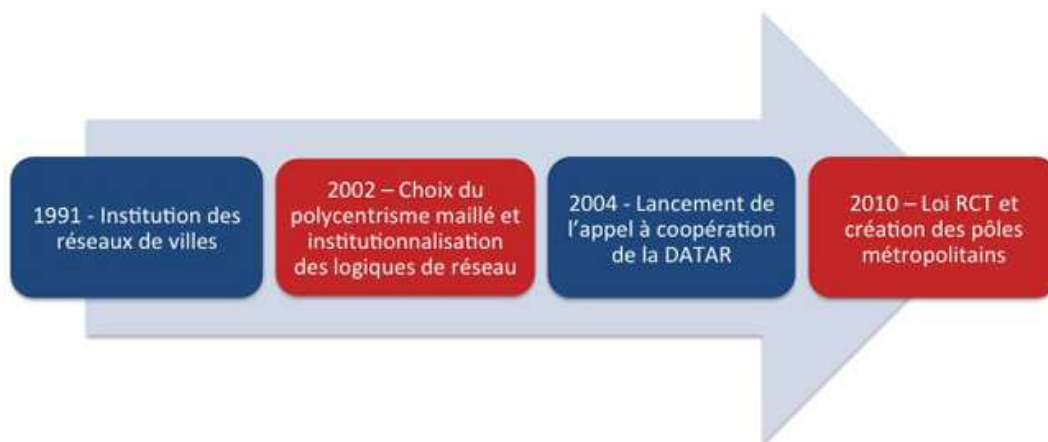 1991 - Institution des
réseaux de villes
2002 – Choix du
polycentrisme maillé et
institutionnalisation
des logiques de réseau
2004 - Lancement de
l'appel à coopération
de la DATAR
2010 – Loi RCT et
création des pôles
métropolitains